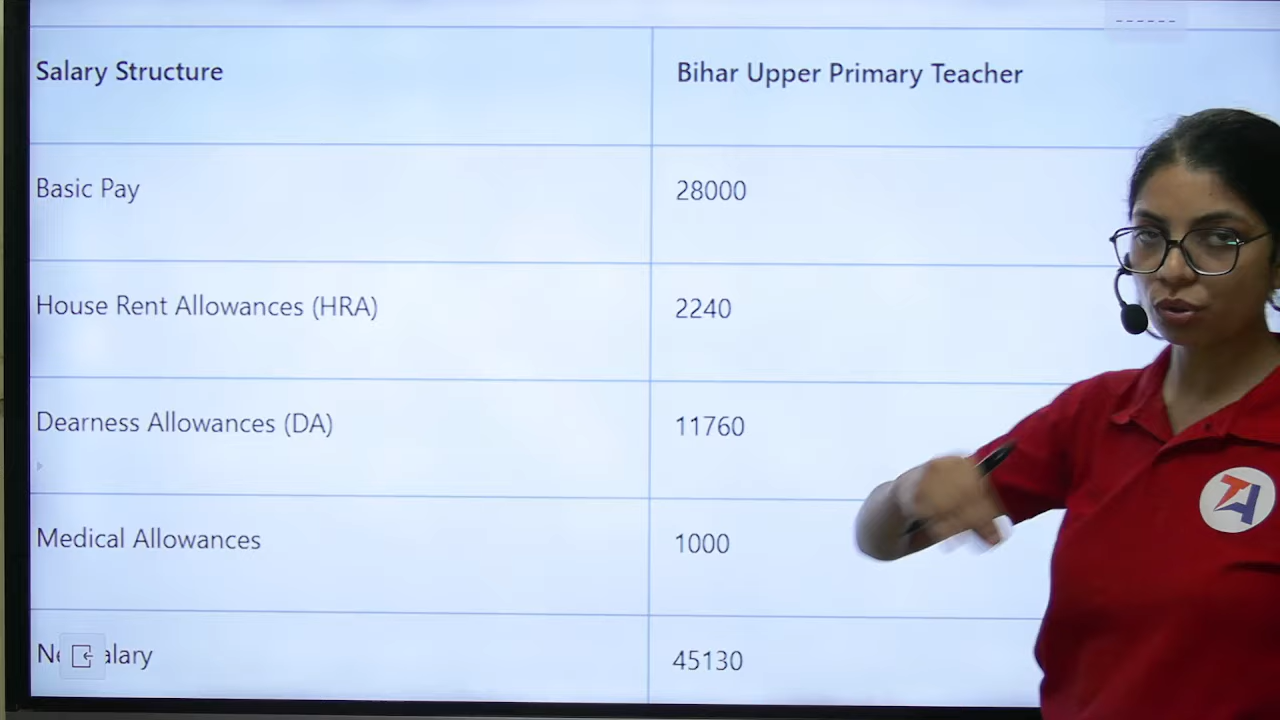 Salary Structure Bihar Upper Primary Teacher
Basic Pay 28000
House Rent Allowances (HRA) 2240
Dearness Allowances (DA) 11760
Medical Allowances 1000
45130